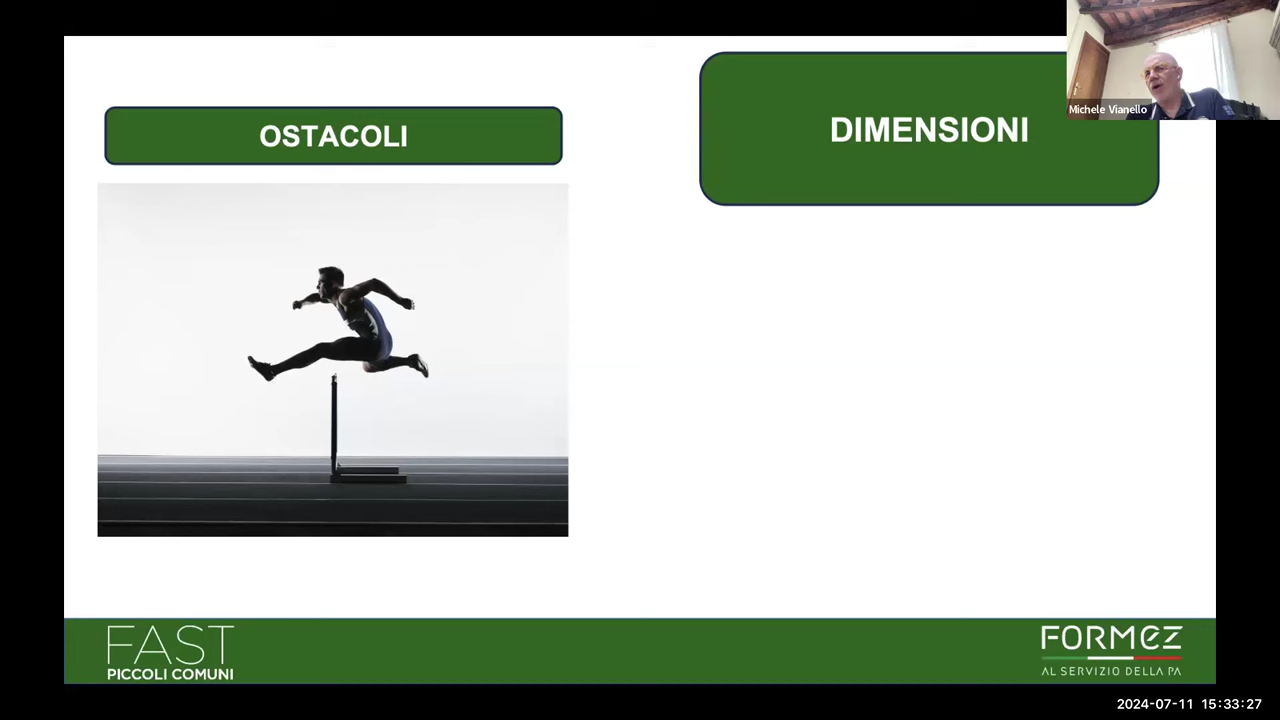 OSTACOLI
DIMENSIONI
Michele Vianello
FAST
PICCOLI COMUNI
FORMEZ
AL SERVIZIO DELLA PA
2024-07-11 15:33:27